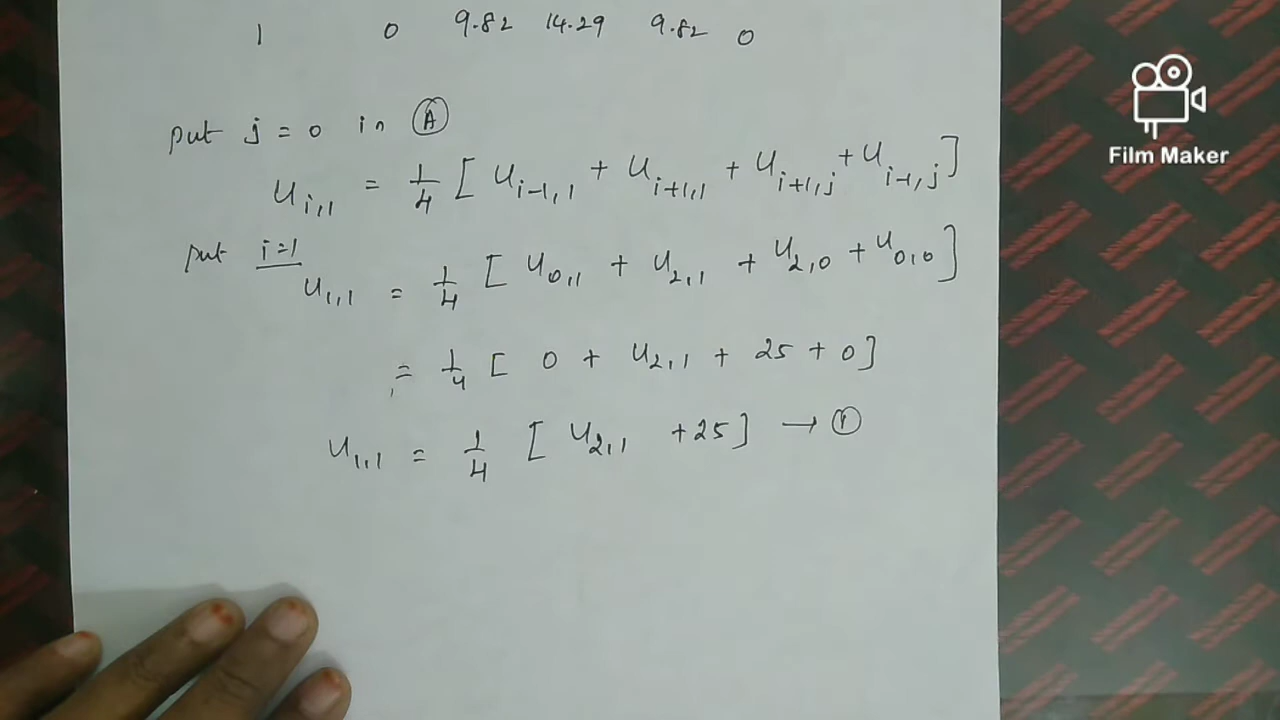 1 0 9.82 14.29 9.82 0
put j = 0 in Ⓐ
Film Maker
u_{i,1} = 1/4 [ u_{i-1,1} + u_{i+1,1} + u_{i+1,j} + u_{i-1,j} ]
put i=1
u_{1,1} = 1/4 [ u_{0,1} + u_{2,1} + u_{2,0} + u_{0,0} ]
= 1/4 [ 0 + u_{2,1} + 25 + 0 ]
u_{1,1} = 1/4 [ u_{2,1} + 25 ] → ①